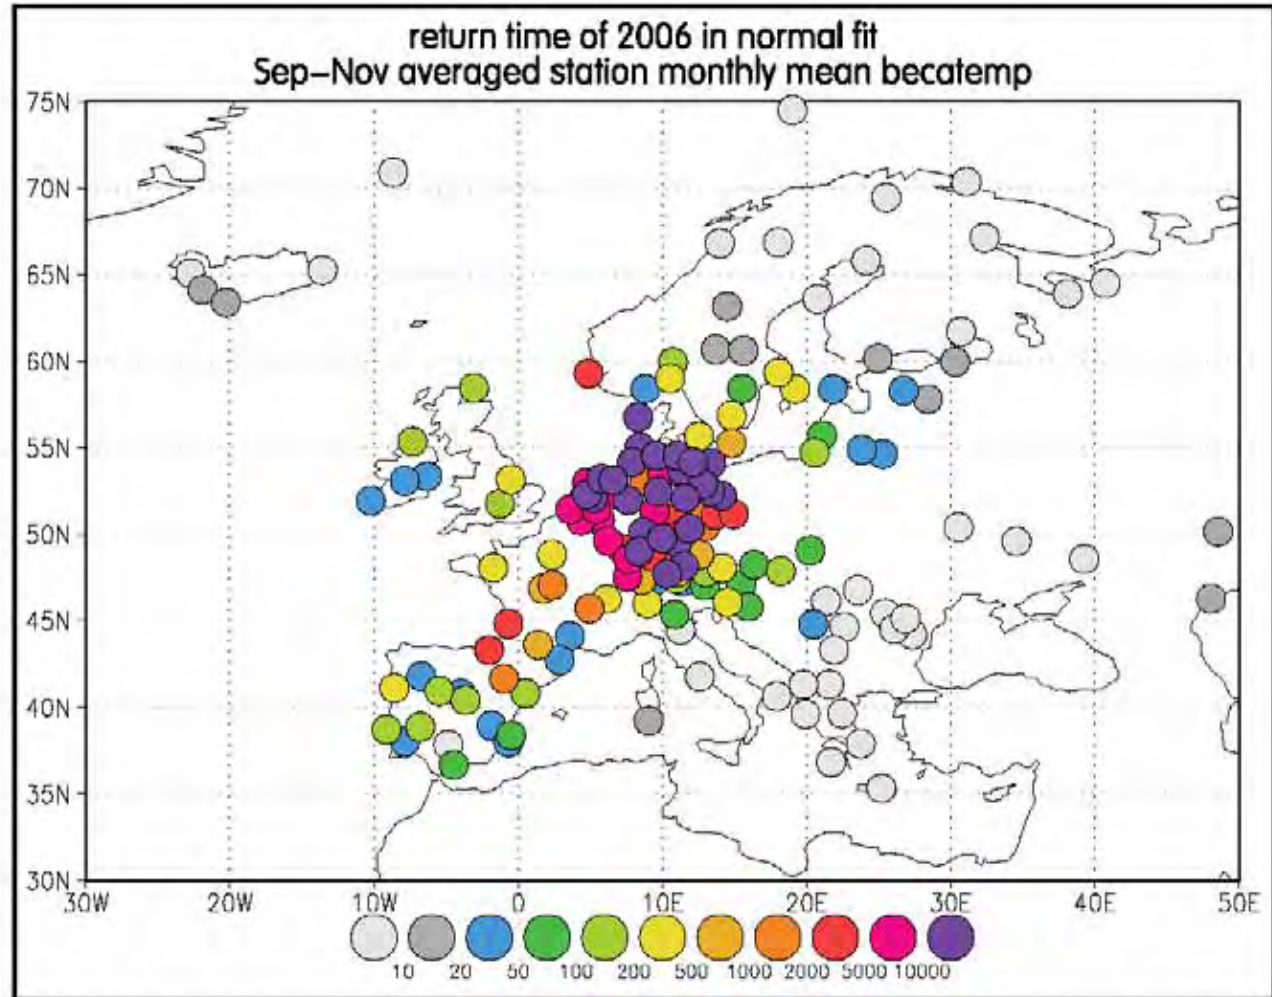 return time of 2006 in normal fit
Sep–Nov averaged station monthly mean becatemp
75N
70N
65N
60N
55N
50N
45N
40N
35N
30N
30W 20W 10W 0 10E 20E 30E 40E 50E
10 20 50 100 200 500 1000 2000 5000 10000